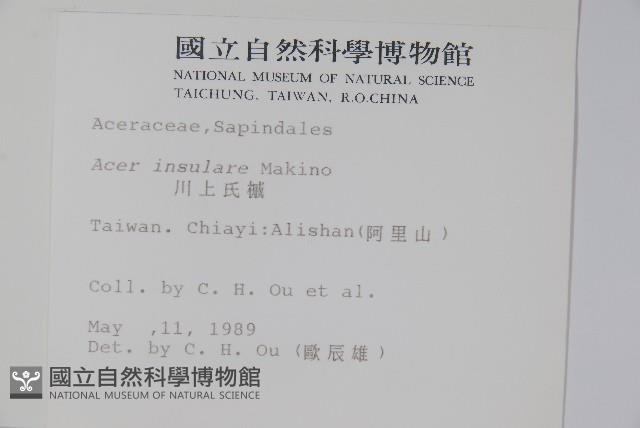 國立自然科學博物館
NATIONAL MUSEUM OF NATURAL SCIENCE
TAICHUNG, TAIWAN, R.O.CHINA
Aceraceae,Sapindales
Acer insulare Makino
川上氏槭
Taiwan. Chiayi:Alishan(阿里山)
Coll. by C. H. Ou et al.
May ,11, 1989
Det. by C. H. Ou (歐辰雄)
國立自然科學博物館
NATIONAL MUSEUM OF NATURAL SCIENCE